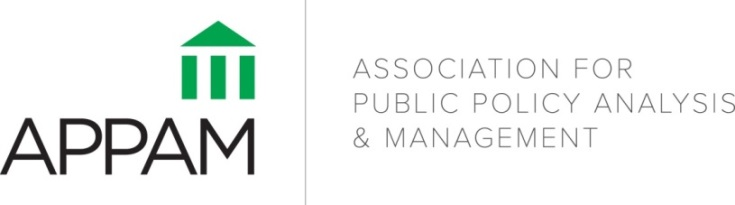 APPAM
ASSOCIATION FOR
PUBLIC POLICY ANALYSIS
& MANAGEMENT